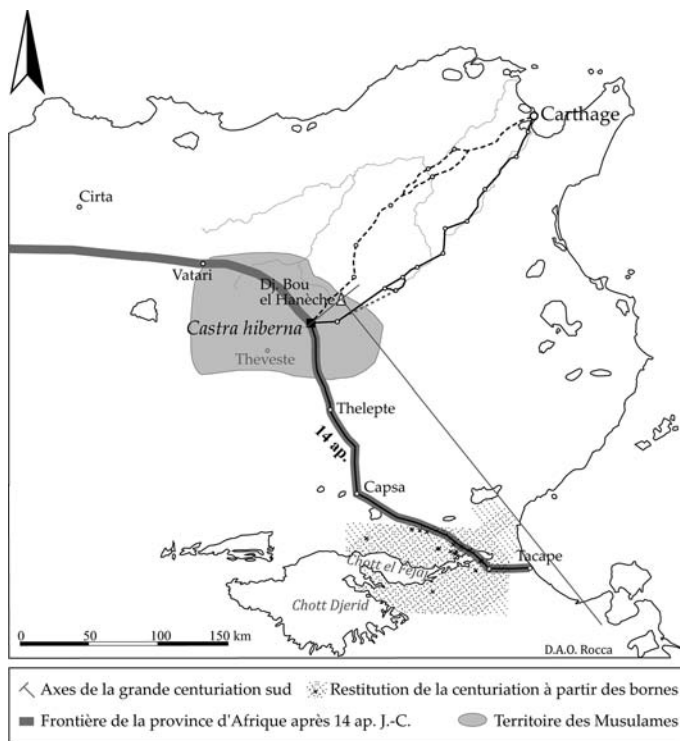 Carthage
Cirta
Vatari
Dj. Bou
el Hanèche
Castra hiberna
Theveste
Thelepte
14 ap.
Capsa
Tacape
Chott el Fejaj
Chott Djerid
0 50 100 150 km
D.A.O. Rocca
Axes de la grande centuriation sud
Restitution de la centuriation à partir des bornes
Frontière de la province d'Afrique après 14 ap. J.-C.
Territoire des Musulames